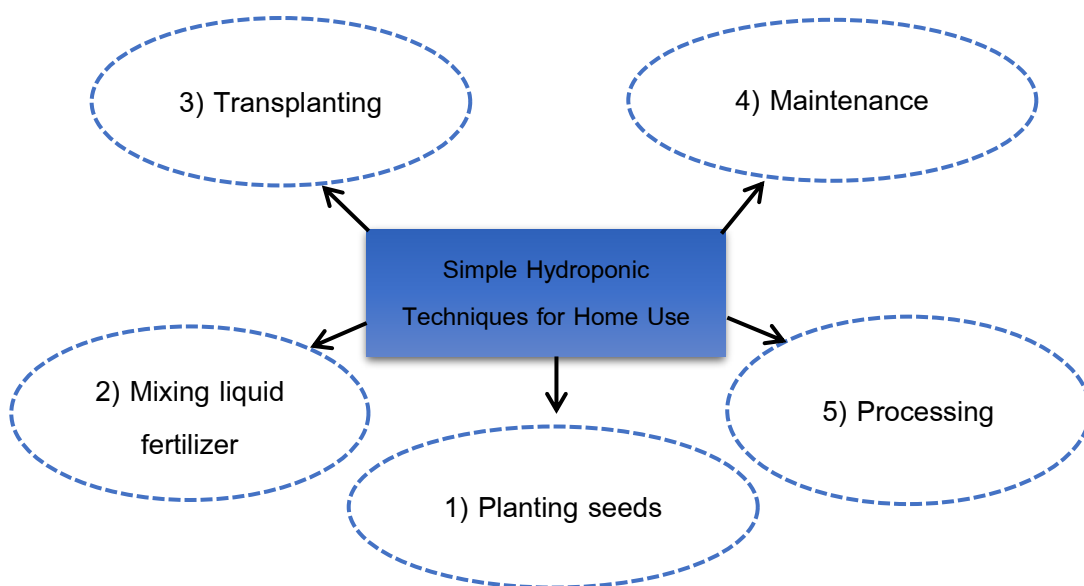 3) Transplanting
4) Maintenance
Simple Hydroponic
Techniques for Home Use
2) Mixing liquid
fertilizer
5) Processing
1) Planting seeds